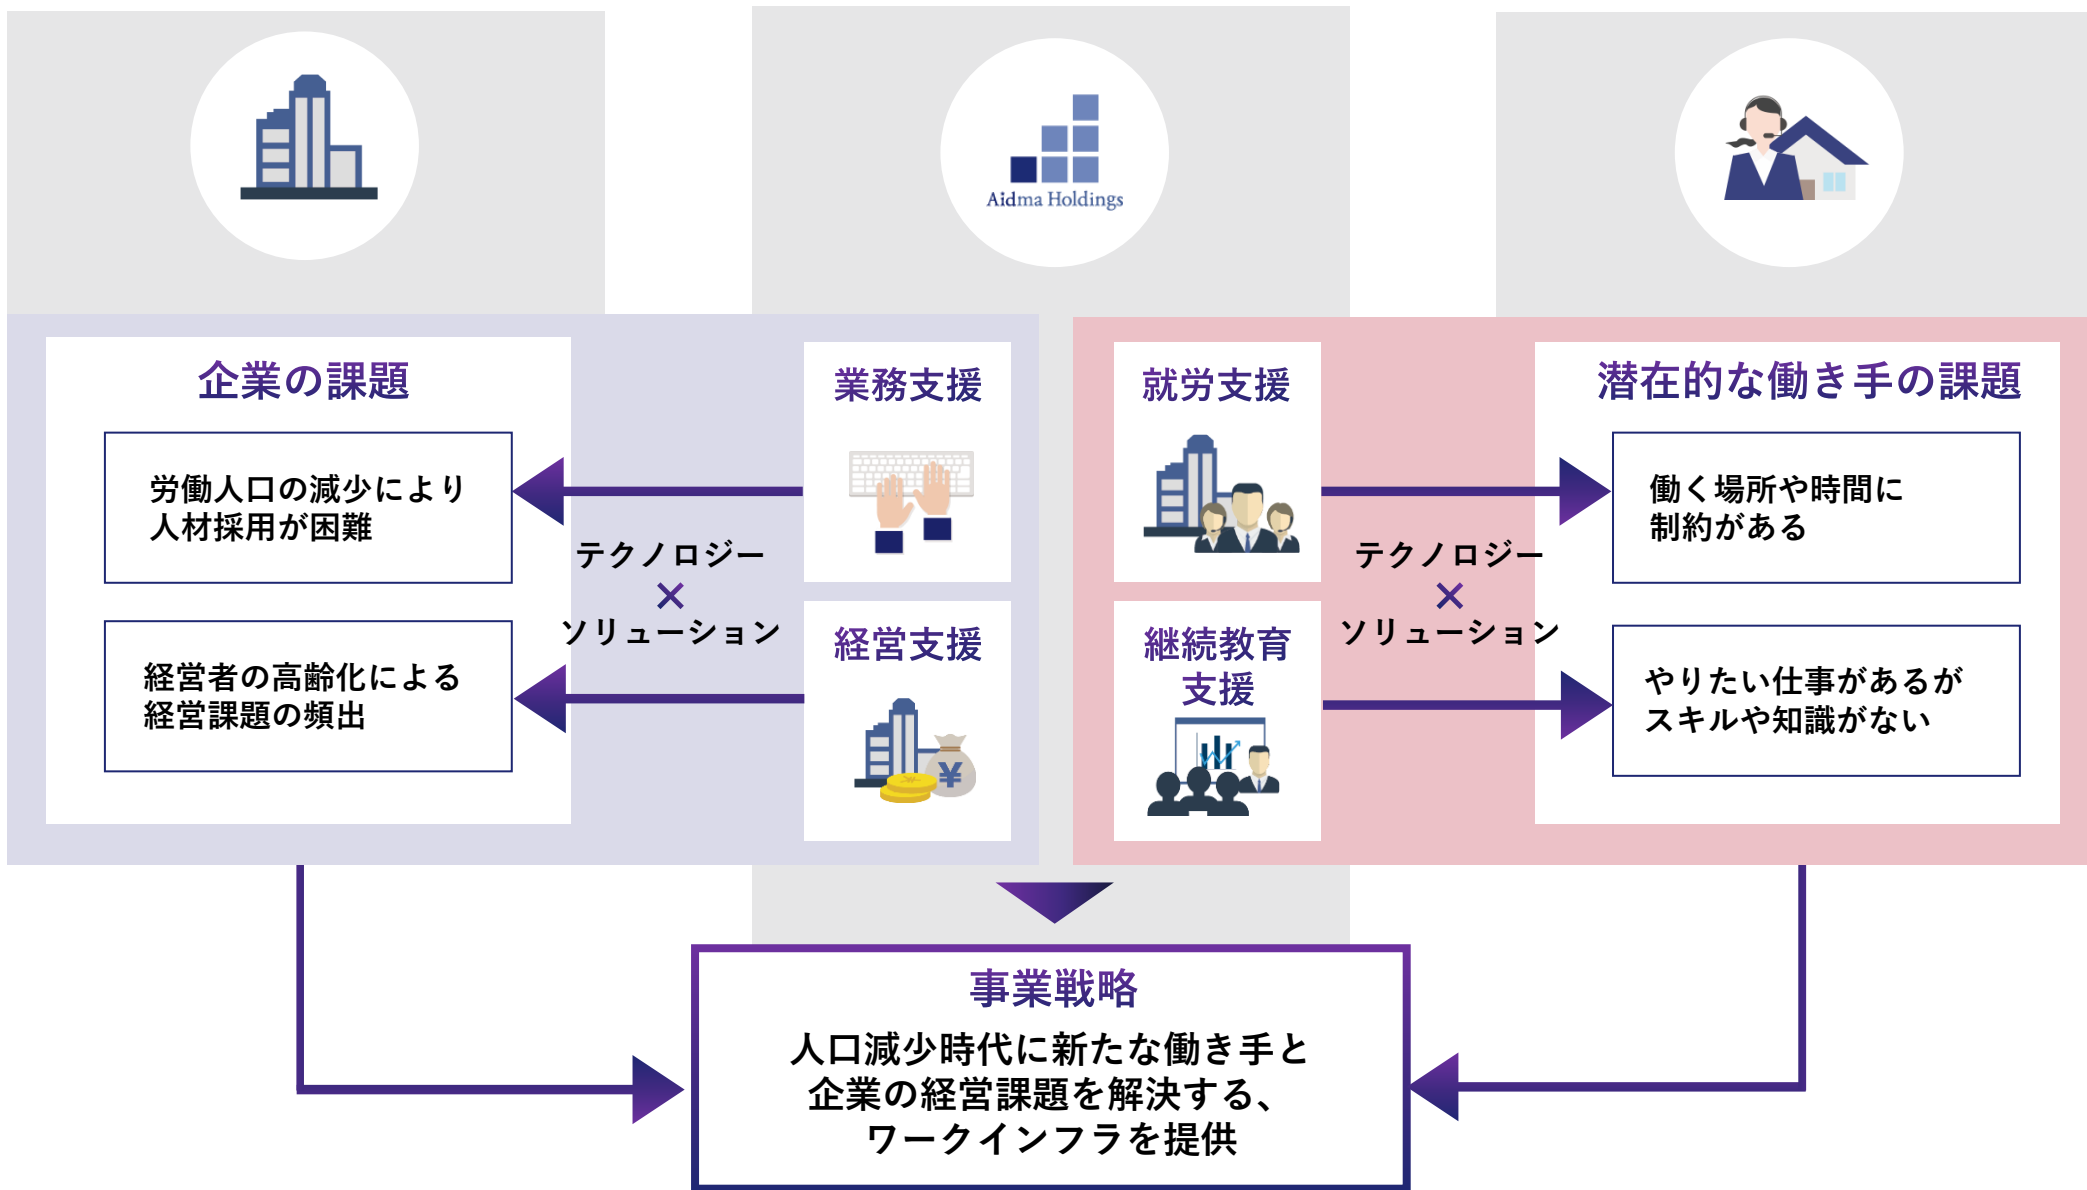 Aidma Holdings
企業の課題
労働人口の減少により
人材採用が困難
経営者の高齢化による
経営課題の頻出
テクノロジー
×
ソリューション
業務支援
経営支援
¥
就労支援
継続教育
支援
テクノロジー
×
ソリューション
潜在的な働き手の課題
働く場所や時間に
制約がある
やりたい仕事があるが
スキルや知識がない
事業戦略
人口減少時代に新たな働き手と
企業の経営課題を解決する、
ワークインフラを提供